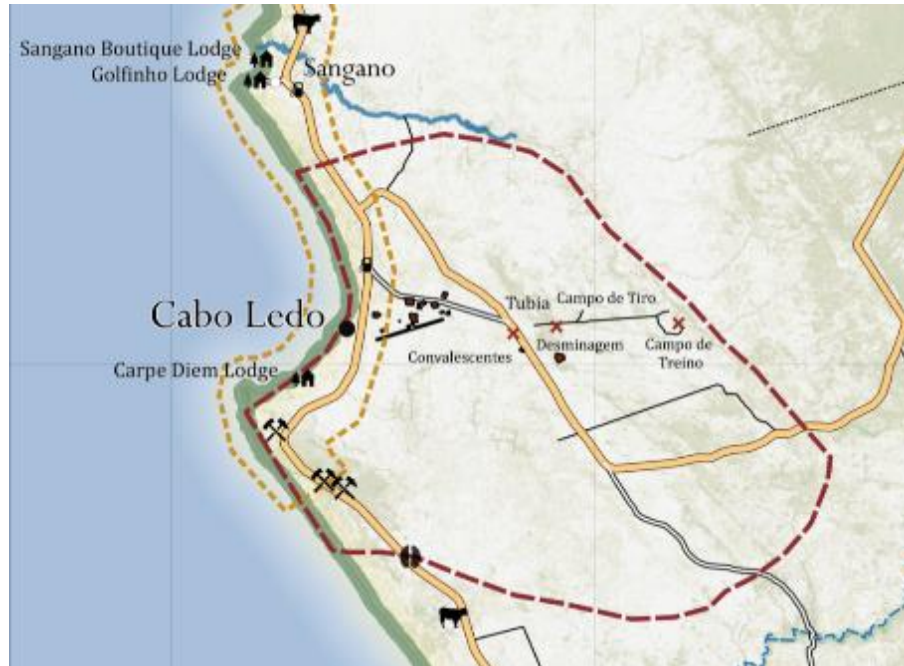 Sangano Boutique Lodge
Golfinho Lodge
Sangano
Cabo Ledo
Tubia
Campo de Tiro
Convalescentes
Desminagem
Campo de
Treino
Carpe Diem Lodge